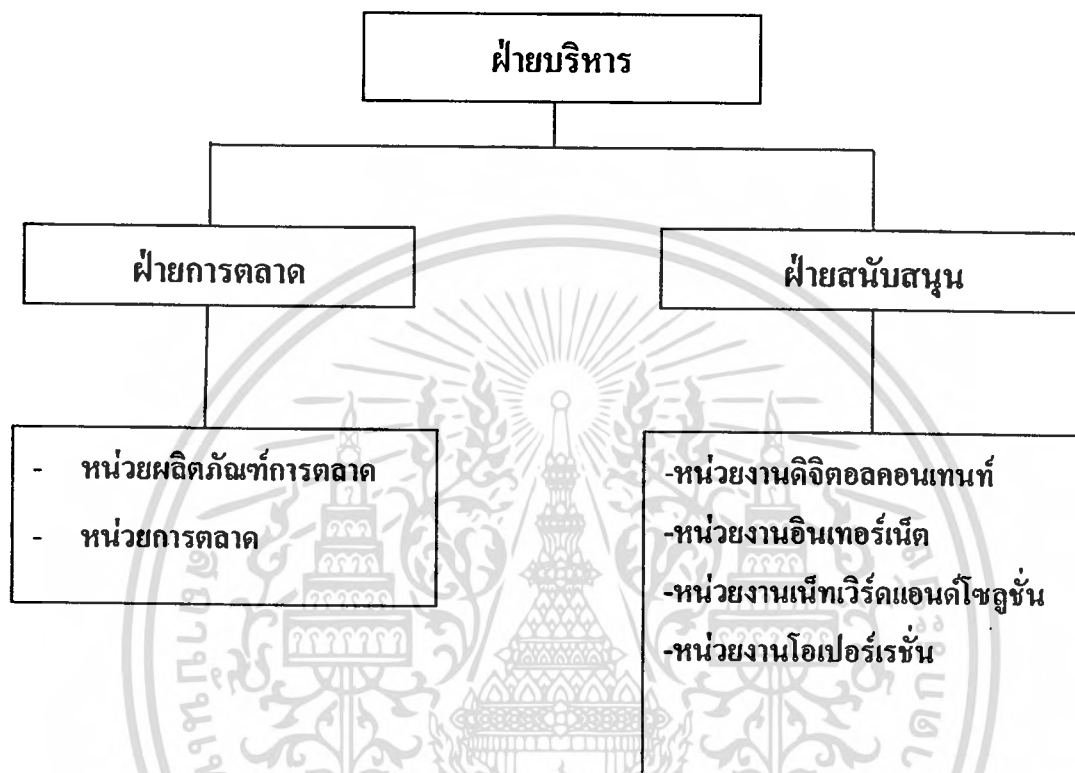 ฝ่ายบริหาร
ฝ่ายการตลาด
ฝ่ายสนับสนุน
- หน่วยผลิตภัณฑ์การตลาด
- หน่วยการตลาด
-หน่วยงานดิจิตอลคอนเทนท์
-หน่วยงานอินเทอร์เน็ต
-หน่วยงานเน็ทเวิร์ดแอนด์โซลูชั่น
-หน่วยงานโอเปอร์เรชั่น